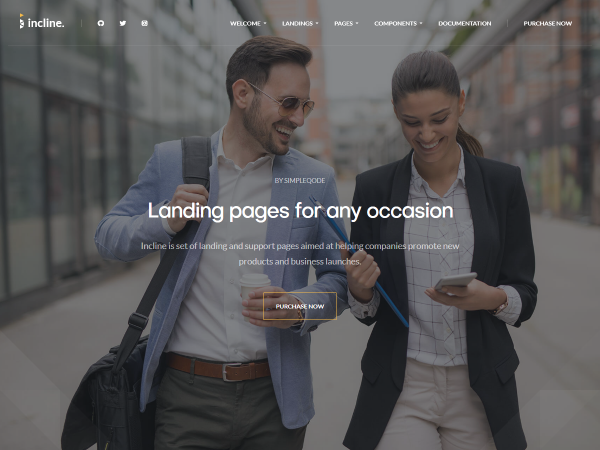 incline.
WELCOME
LANDINGS
PAGES
COMPONENTS
DOCUMENTATION
PURCHASE NOW
BY SIMPLEQODE
Landing pages for any occasion
Incline is set of landing and support pages aimed at helping companies promote new
products and business launches.
PURCHASE NOW